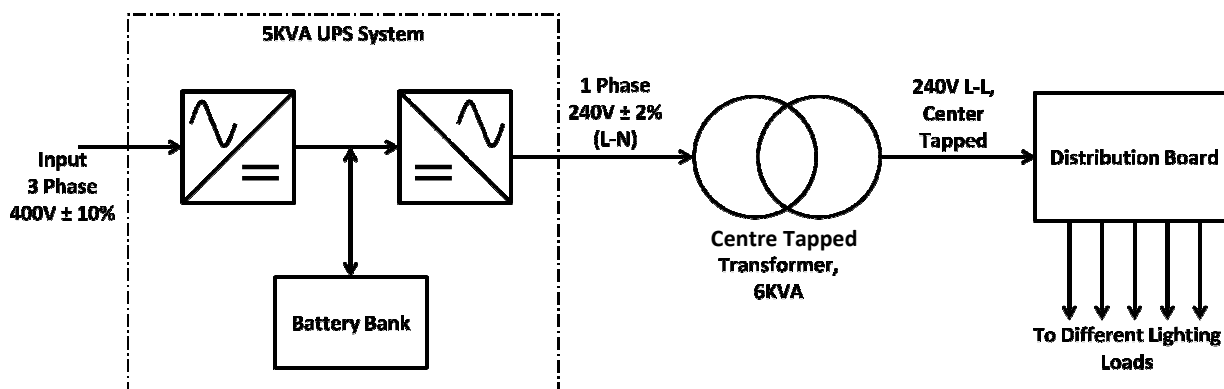 5KVA UPS System
Input
3 Phase
400V ± 10%
Battery Bank
1 Phase
240V ± 2%
(L-N)
Centre Tapped
Transformer,
6KVA
240V L-L,
Center
Tapped
Distribution Board
To Different Lighting
Loads